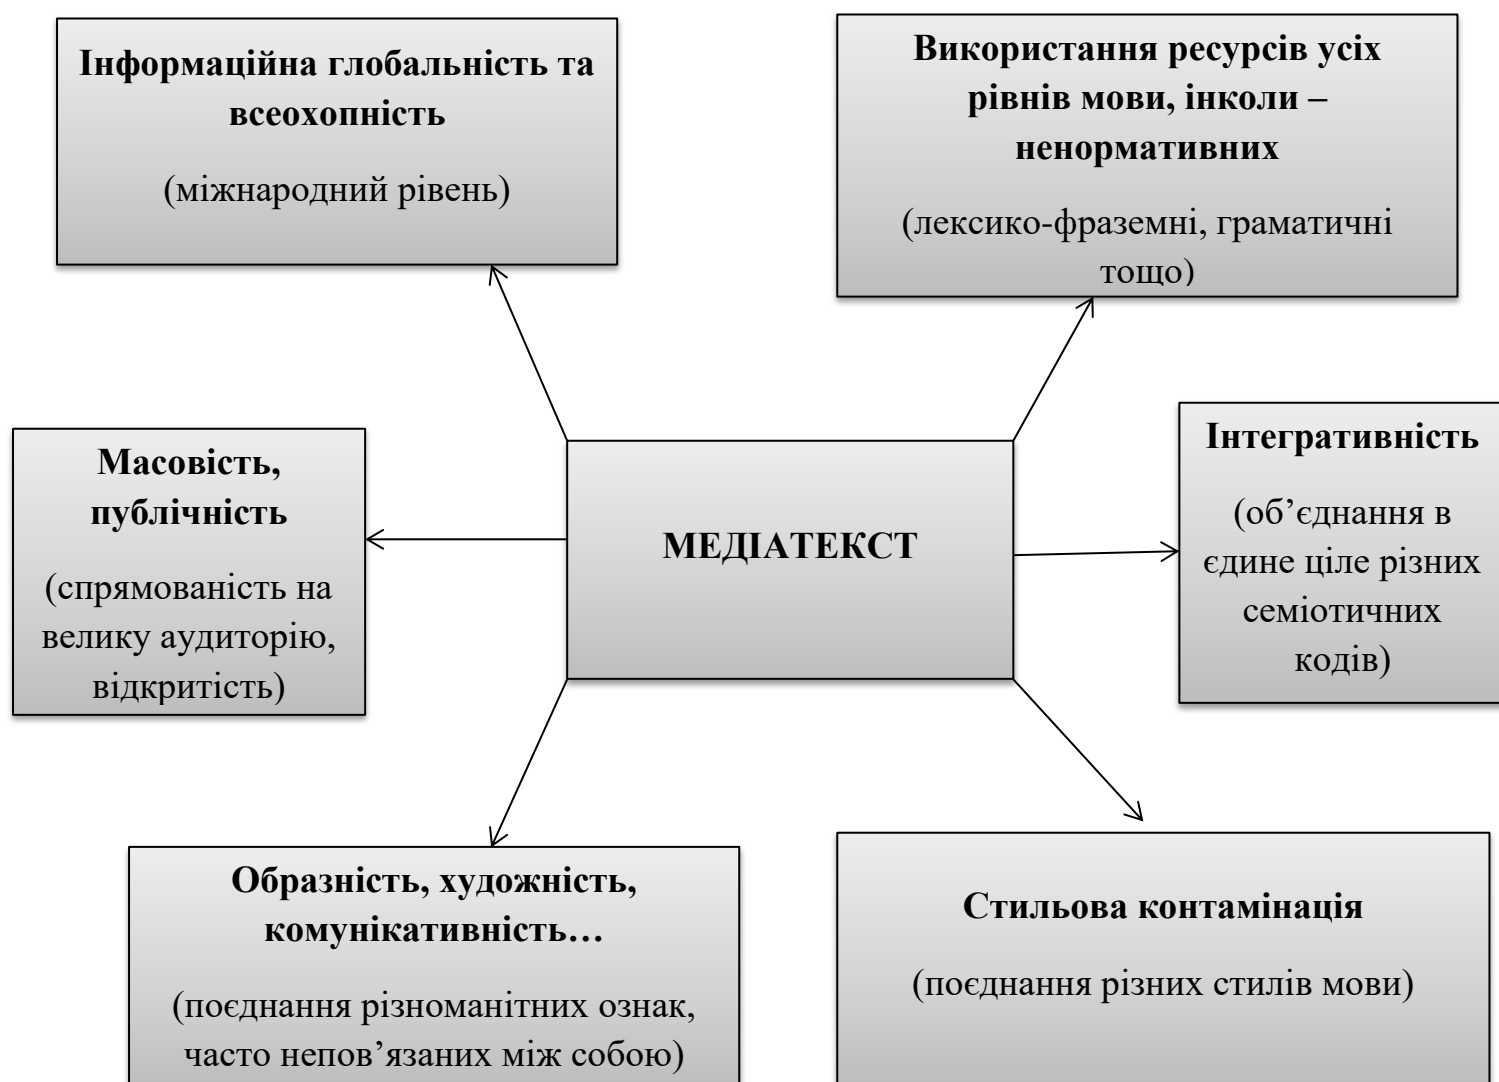 Інформаційна глобальність та
всеохопність
(міжнародний рівень)
Використання ресурсів усіх
рівнів мови, інколи –
ненормативних
(лексико-фраземні, граматичні
тощо)
Масовість,
публічність
(спрямованість на
велику аудиторію,
відкритість)
МЕДІАТЕКСТ
Інтегративність
(об’єднання в
єдине ціле різних
семіотичних
кодів)
Образність, художність,
комунікативність…
(поєднання різноманітних ознак,
часто непов’язаних між собою)
Стильова контамінація
(поєднання різних стилів мови)